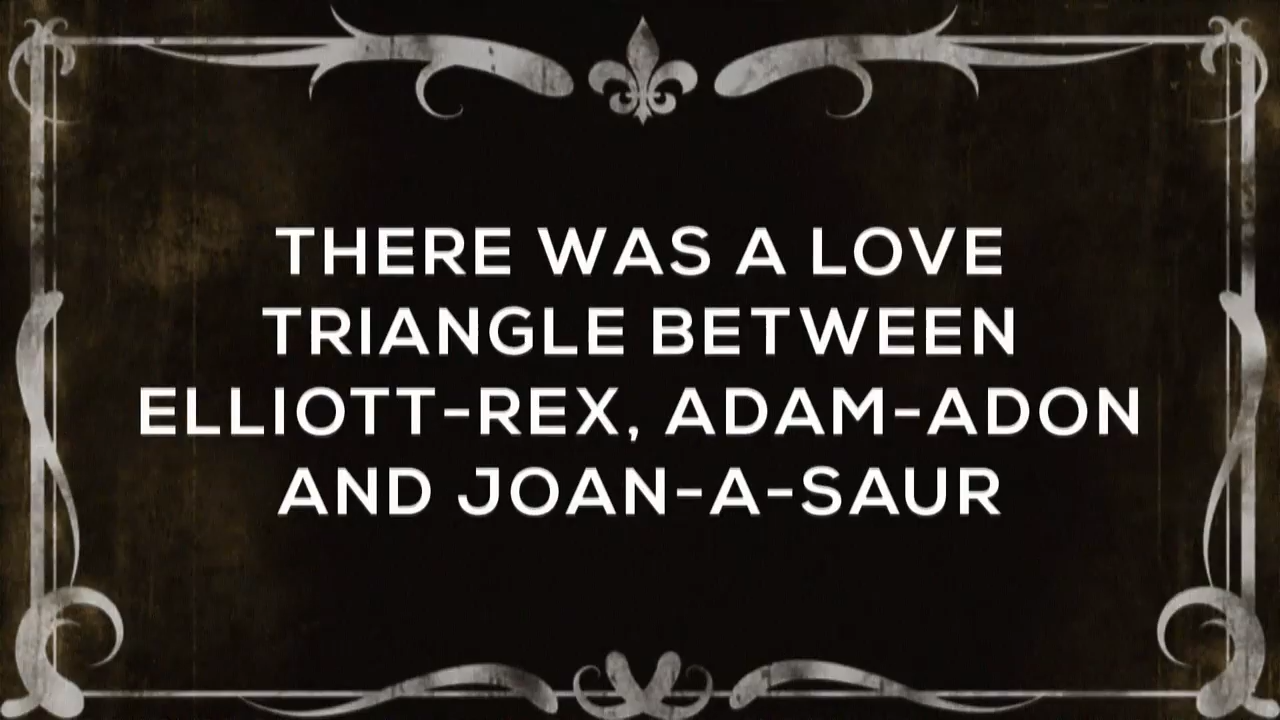 THERE WAS A LOVE
TRIANGLE BETWEEN
ELLIOTT-REX, ADAM-ADON
AND JOAN-A-SAUR